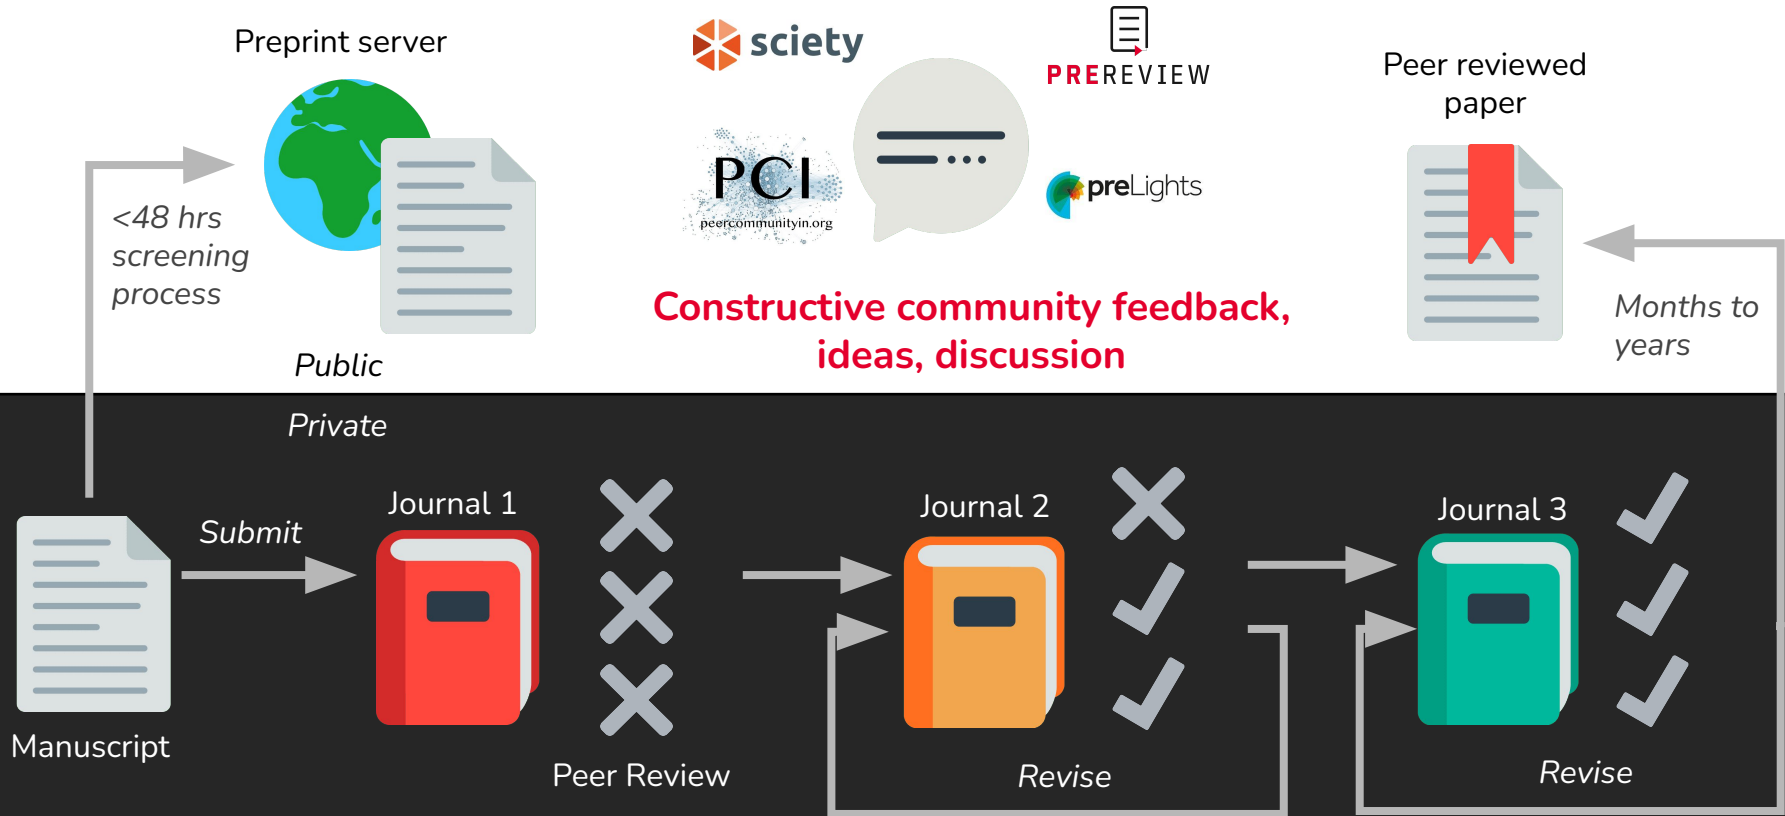 Preprint server
sciety
PREREVIEW
Peer reviewed
paper
<48 hrs
screening
process
PCI
peercommunityin.org
preLights
Constructive community feedback,
ideas, discussion
Months to
years
Public
Private
Submit
Journal 1
Journal 2
Journal 3
Manuscript
Peer Review
Revise
Revise